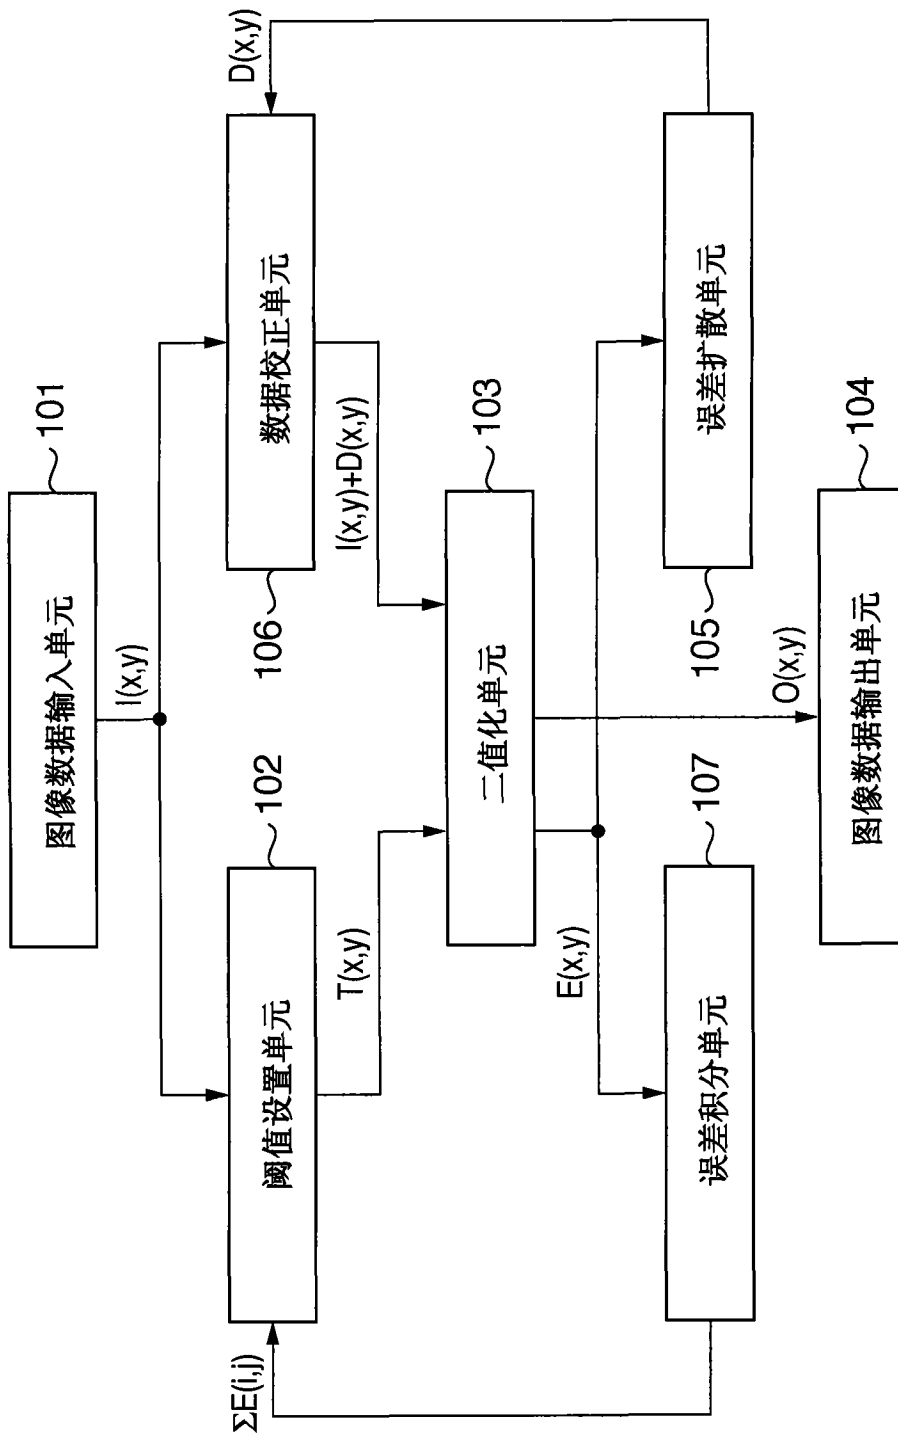 图像数据输入单元
101
I(x,y)
ΣE(i,j)
阈值设置单元
102
106
数据校正单元
D(x,y)
T(x,y)
I(x,y)+D(x,y)
二值化单元
103
E(x,y)
误差积分单元
107
105
误差扩散单元
O(x,y)
图像数据输出单元
104